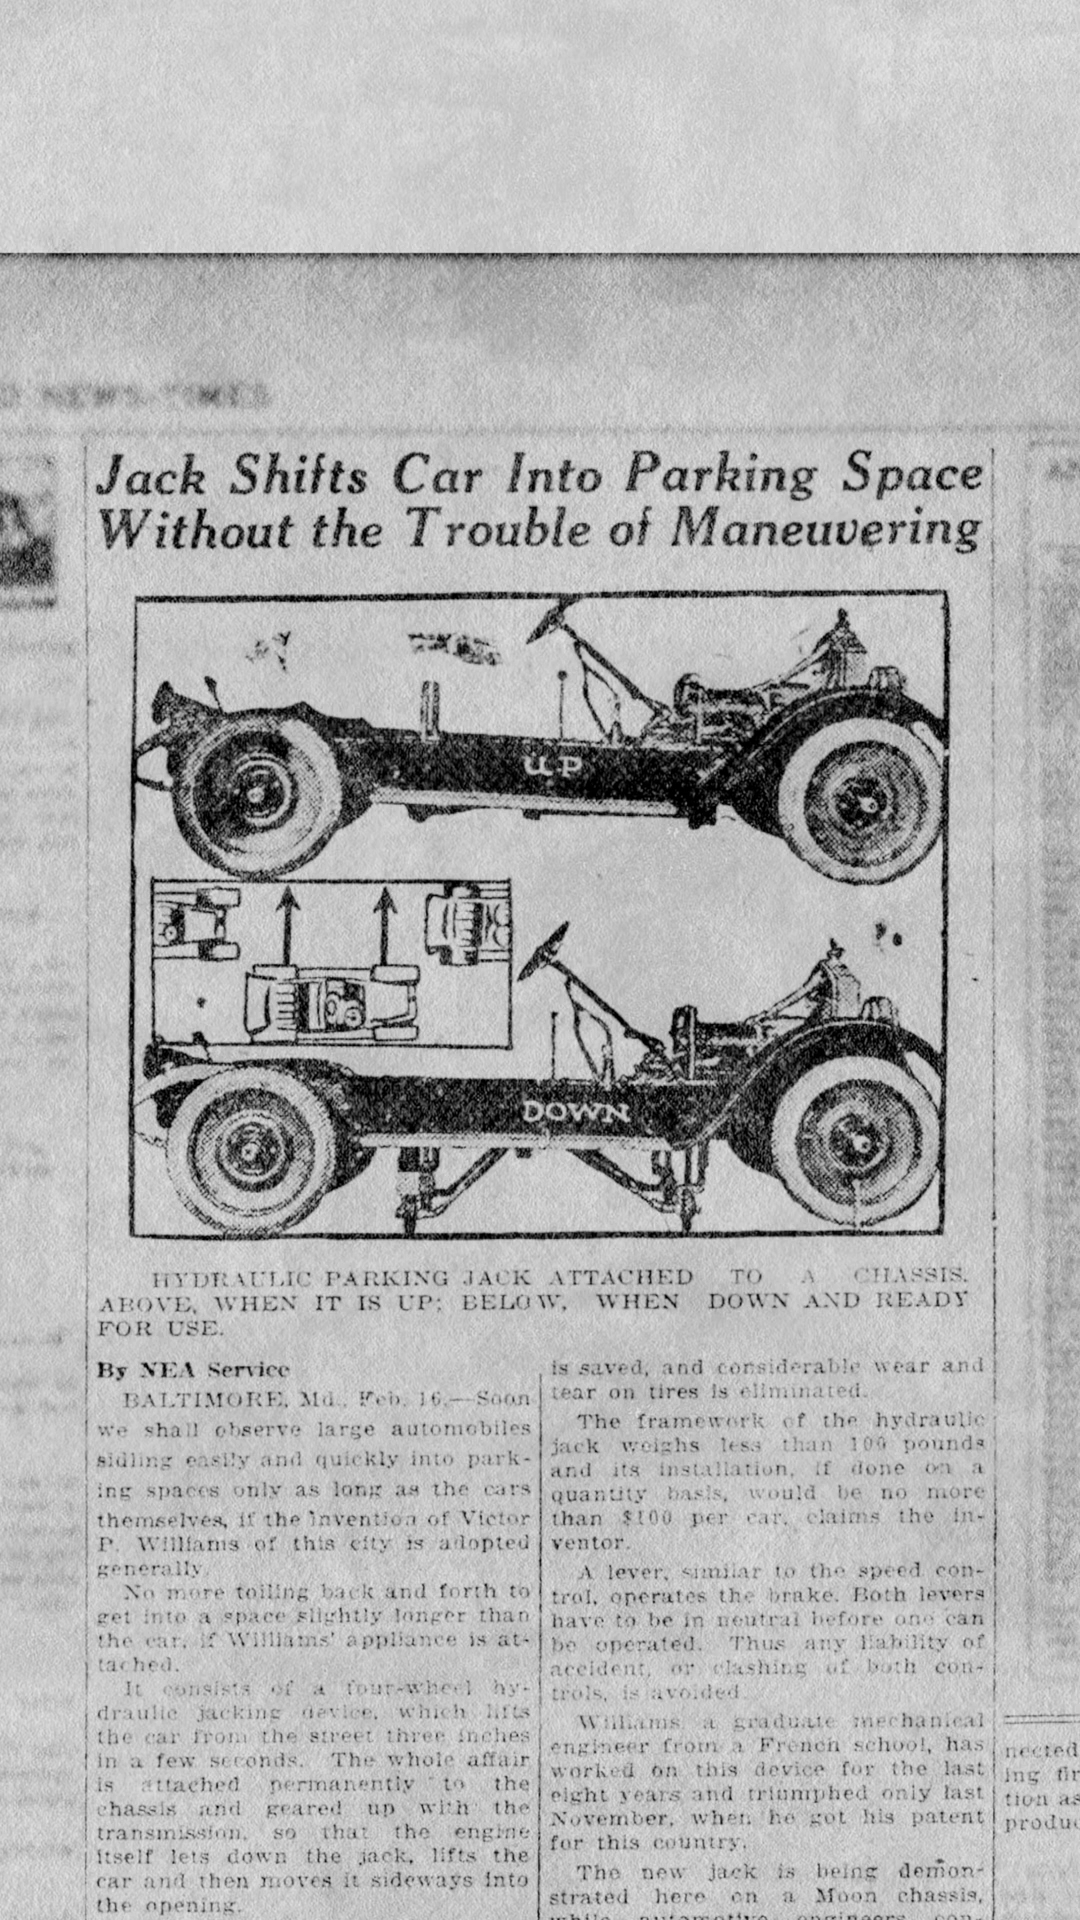 NEWS-TIMES
Jack Shifts Car Into Parking Space
Without the Trouble of Maneuvering
UP
DOWN
HYDRAULIC PARKING JACK ATTACHED TO A CHASSIS.
ABOVE, WHEN IT IS UP; BELOW, WHEN DOWN AND READY
FOR USE.
By NEA Service
BALTIMORE, Md., Feb. 16.—Soon
we shall observe large automobiles
sidling easily and quickly into park-
ing spaces only as long as the cars
themselves, if the invention of Victor
P. Williams of this city is adopted
generally.
No more toiling back and forth to
get into a space slightly longer than
the car, if Williams' appliance is at-
tached.
It consists of a four-wheel hy-
draulic jacking device, which lifts
the car from the street three inches
in a few seconds. The whole affair
is attached permanently to the
chassis and geared up with the
transmission, so that the engine
itself lets down the jack, lifts the
car and then moves it sideways into
the opening.
is saved, and considerable wear and
tear on tires is eliminated.
The framework of the hydraulic
jack weighs less than 100 pounds
and its installation, if done on a
quantity basis, would be no more
than $100 per car, claims the in-
ventor.
A lever, similar to the speed con-
trol, operates the brake. Both levers
have to be in neutral before one can
be operated. Thus any liability of
accident, or clashing of both con-
trols, is avoided.
Williams, a graduate mechanical
engineer from a French school, has
worked on this device for the last
eight years and triumphed only last
November, when he got his patent
for this country.
The new jack is being demon-
strated here on a Moon chassis,
while automotive engineers con-
nected
ing fir
tion as
produc